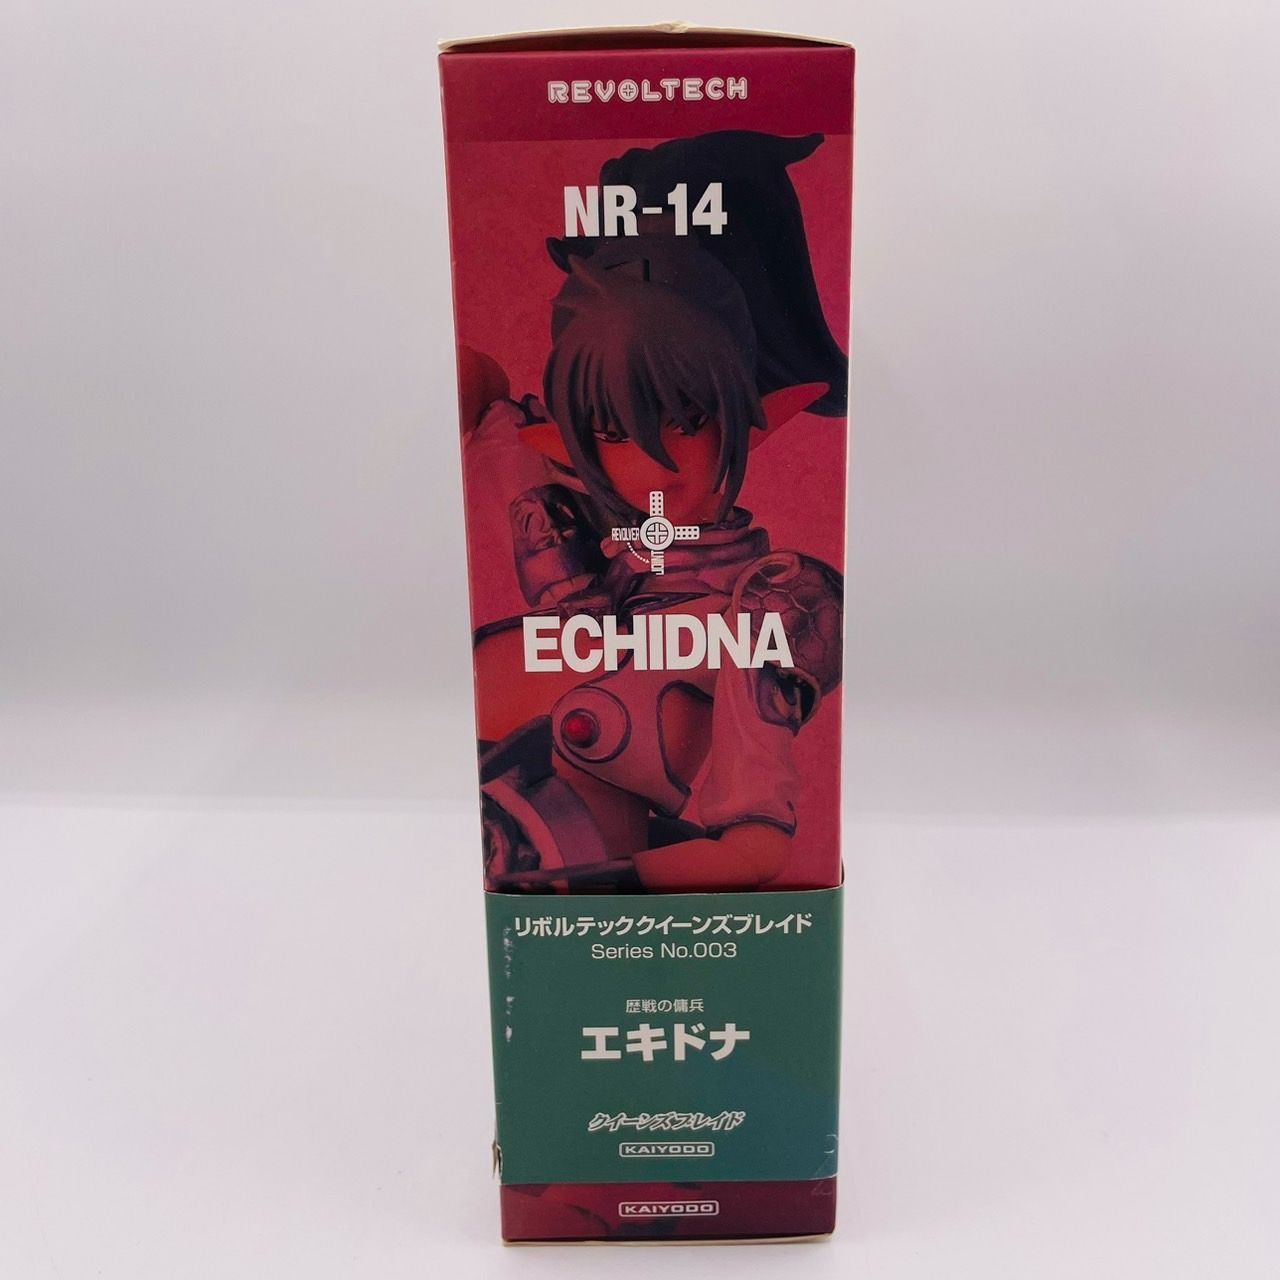 REVOLTECH
NR-14
REVOLVER
JOINT
ECHIDNA
リボルテッククイーンズブレイド
Series No.003
歴戦の傭兵
エキドナ
クイーンズブレイド
KAIYODO
KAIYODO